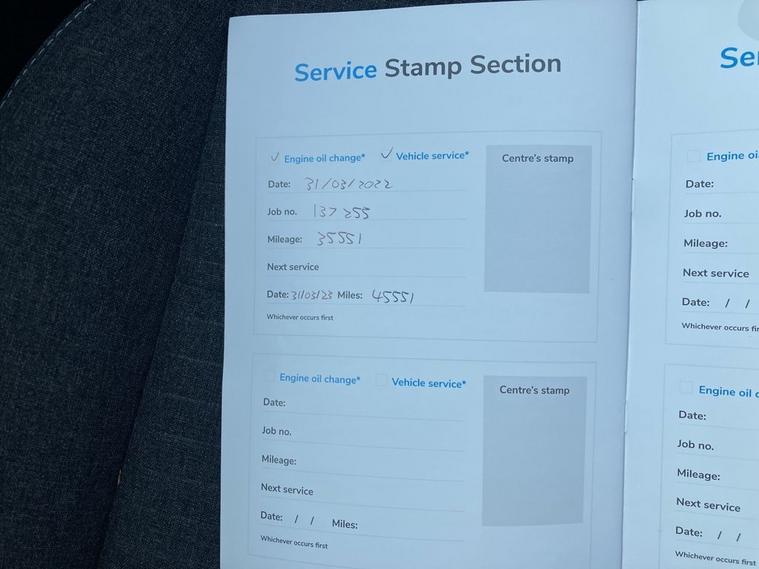 Service Stamp Section
Engine oil change* Vehicle service* Centre's stamp
Date: 31/03/2022
Job no. 137255
Mileage: 35551
Next service
Date: 31/03/23 Miles: 45551
Whichever occurs first
Engine oil change* Vehicle service* Centre's stamp
Date:
Job no.
Mileage:
Next service
Date: / / Miles:
Whichever occurs first
Se
Engine oi
Date:
Job no.
Mileage:
Next service
Date: / /
Whichever occurs fir
Engine oil c
Date:
Job no.
Mileage:
Next service
Date: / /
Whichever occurs first